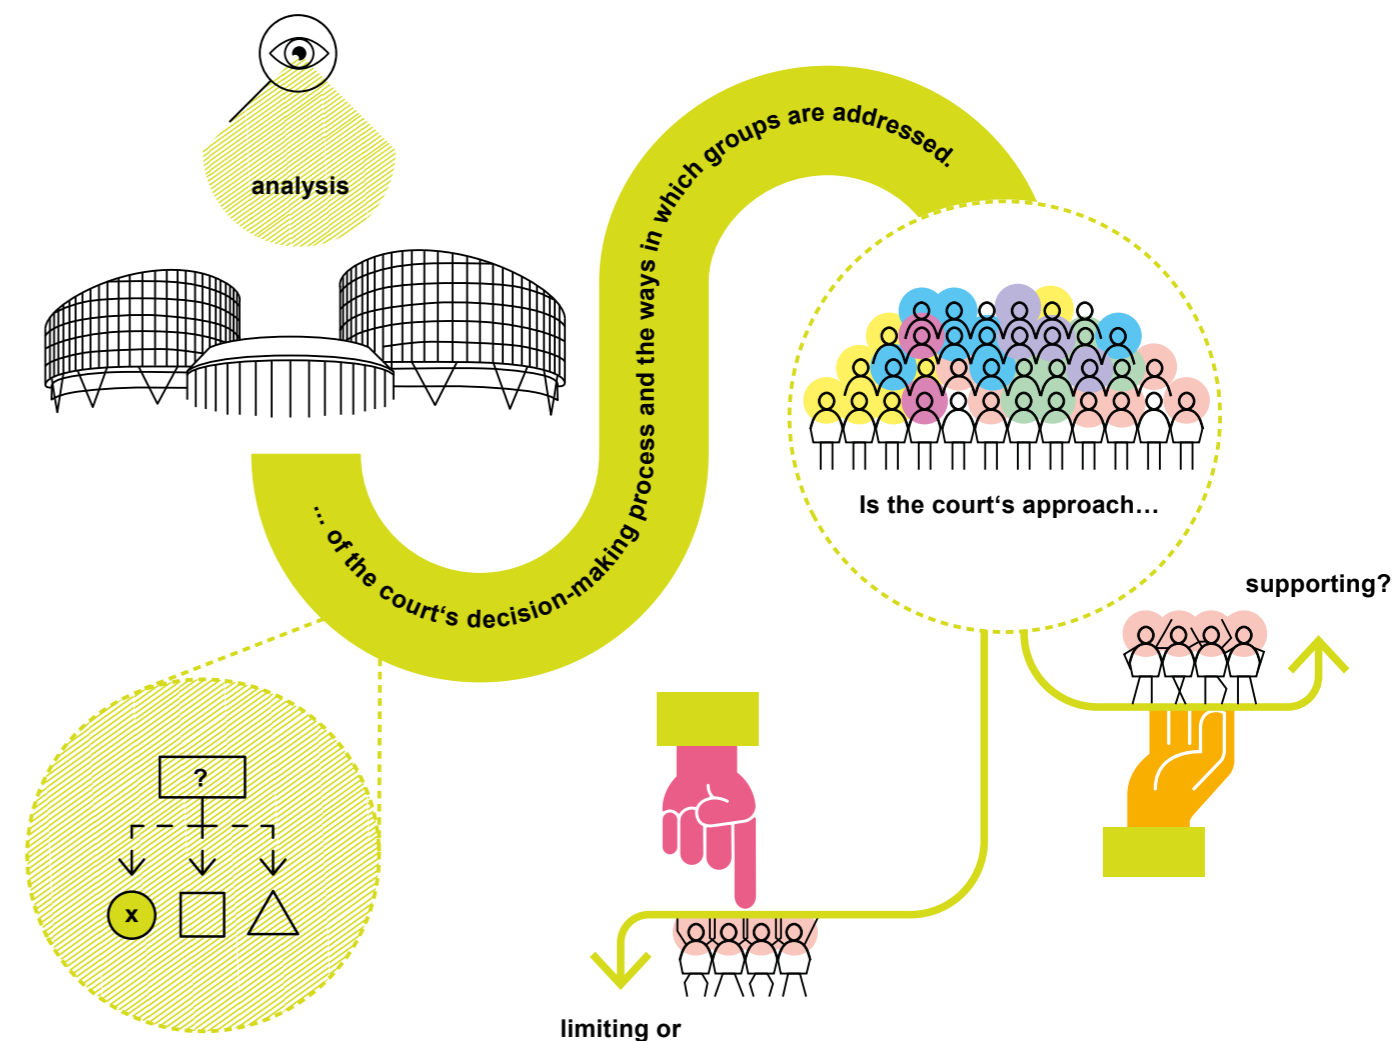 analysis
... of the court‘s decision-making process and the ways in which groups are addressed.
Is the court‘s approach…
supporting?
?
x
limiting or